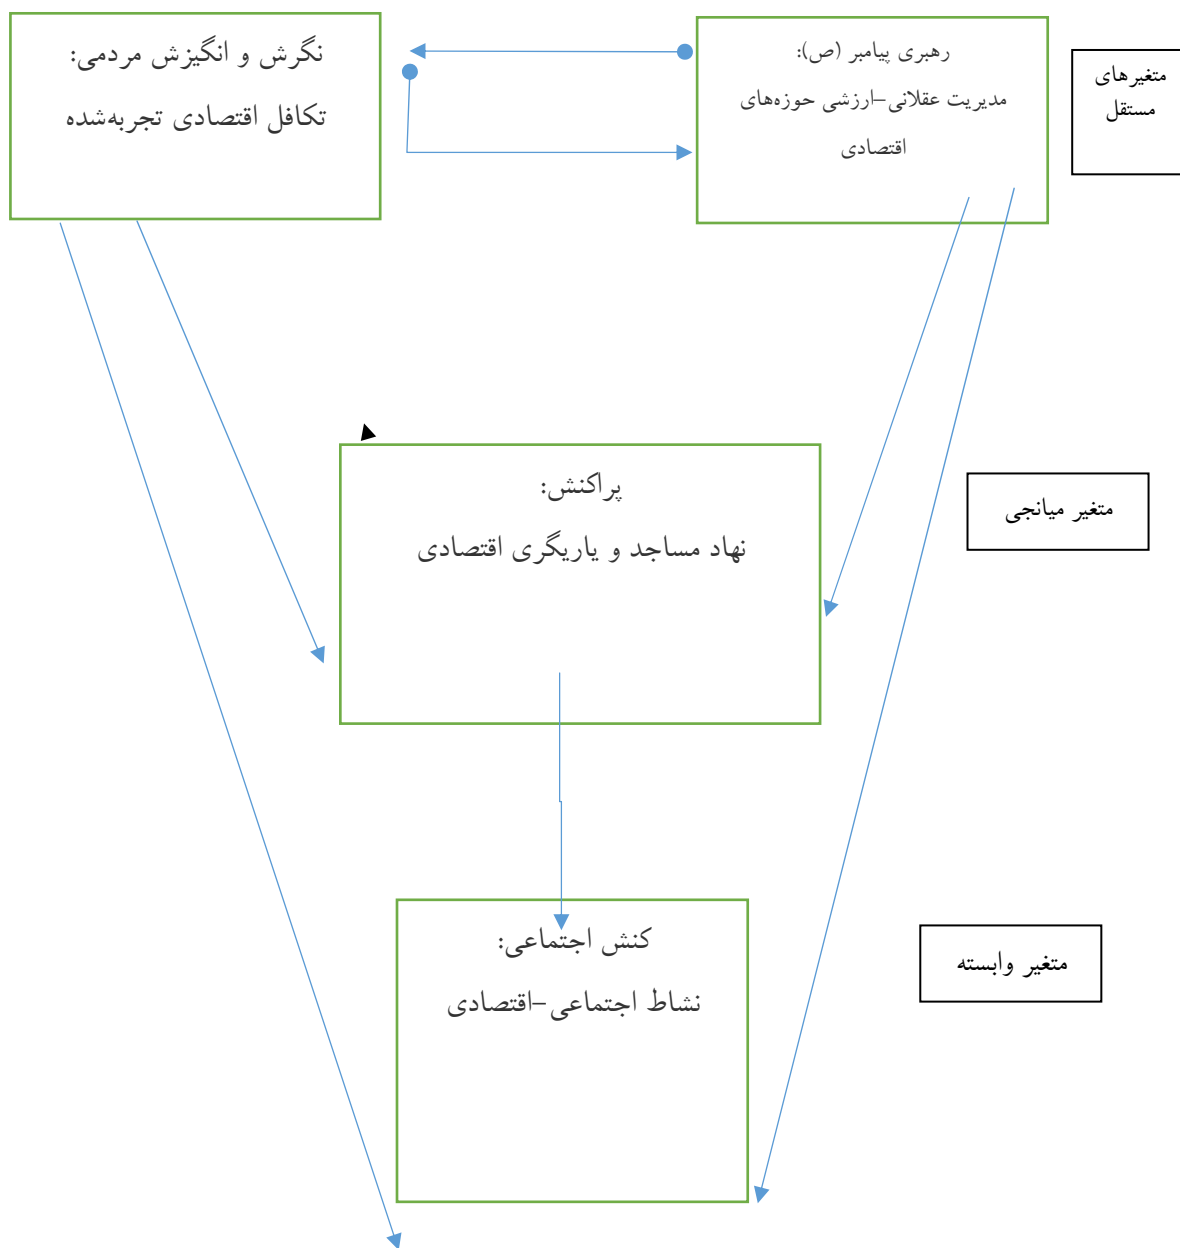 رهبری پیامبر (ص):
مدیریت عقلانی–ارزشی حوزه‌های
اقتصادی
نگرش و انگیزش مردمی:
تکافل اقتصادی تجربه‌شده
متغیرهای
مستقل
پراکنش:
نهاد مساجد و یاریگری اقتصادی
متغیر میانجی
کنش اجتماعی:
نشاط اجتماعی–اقتصادی
متغیر وابسته